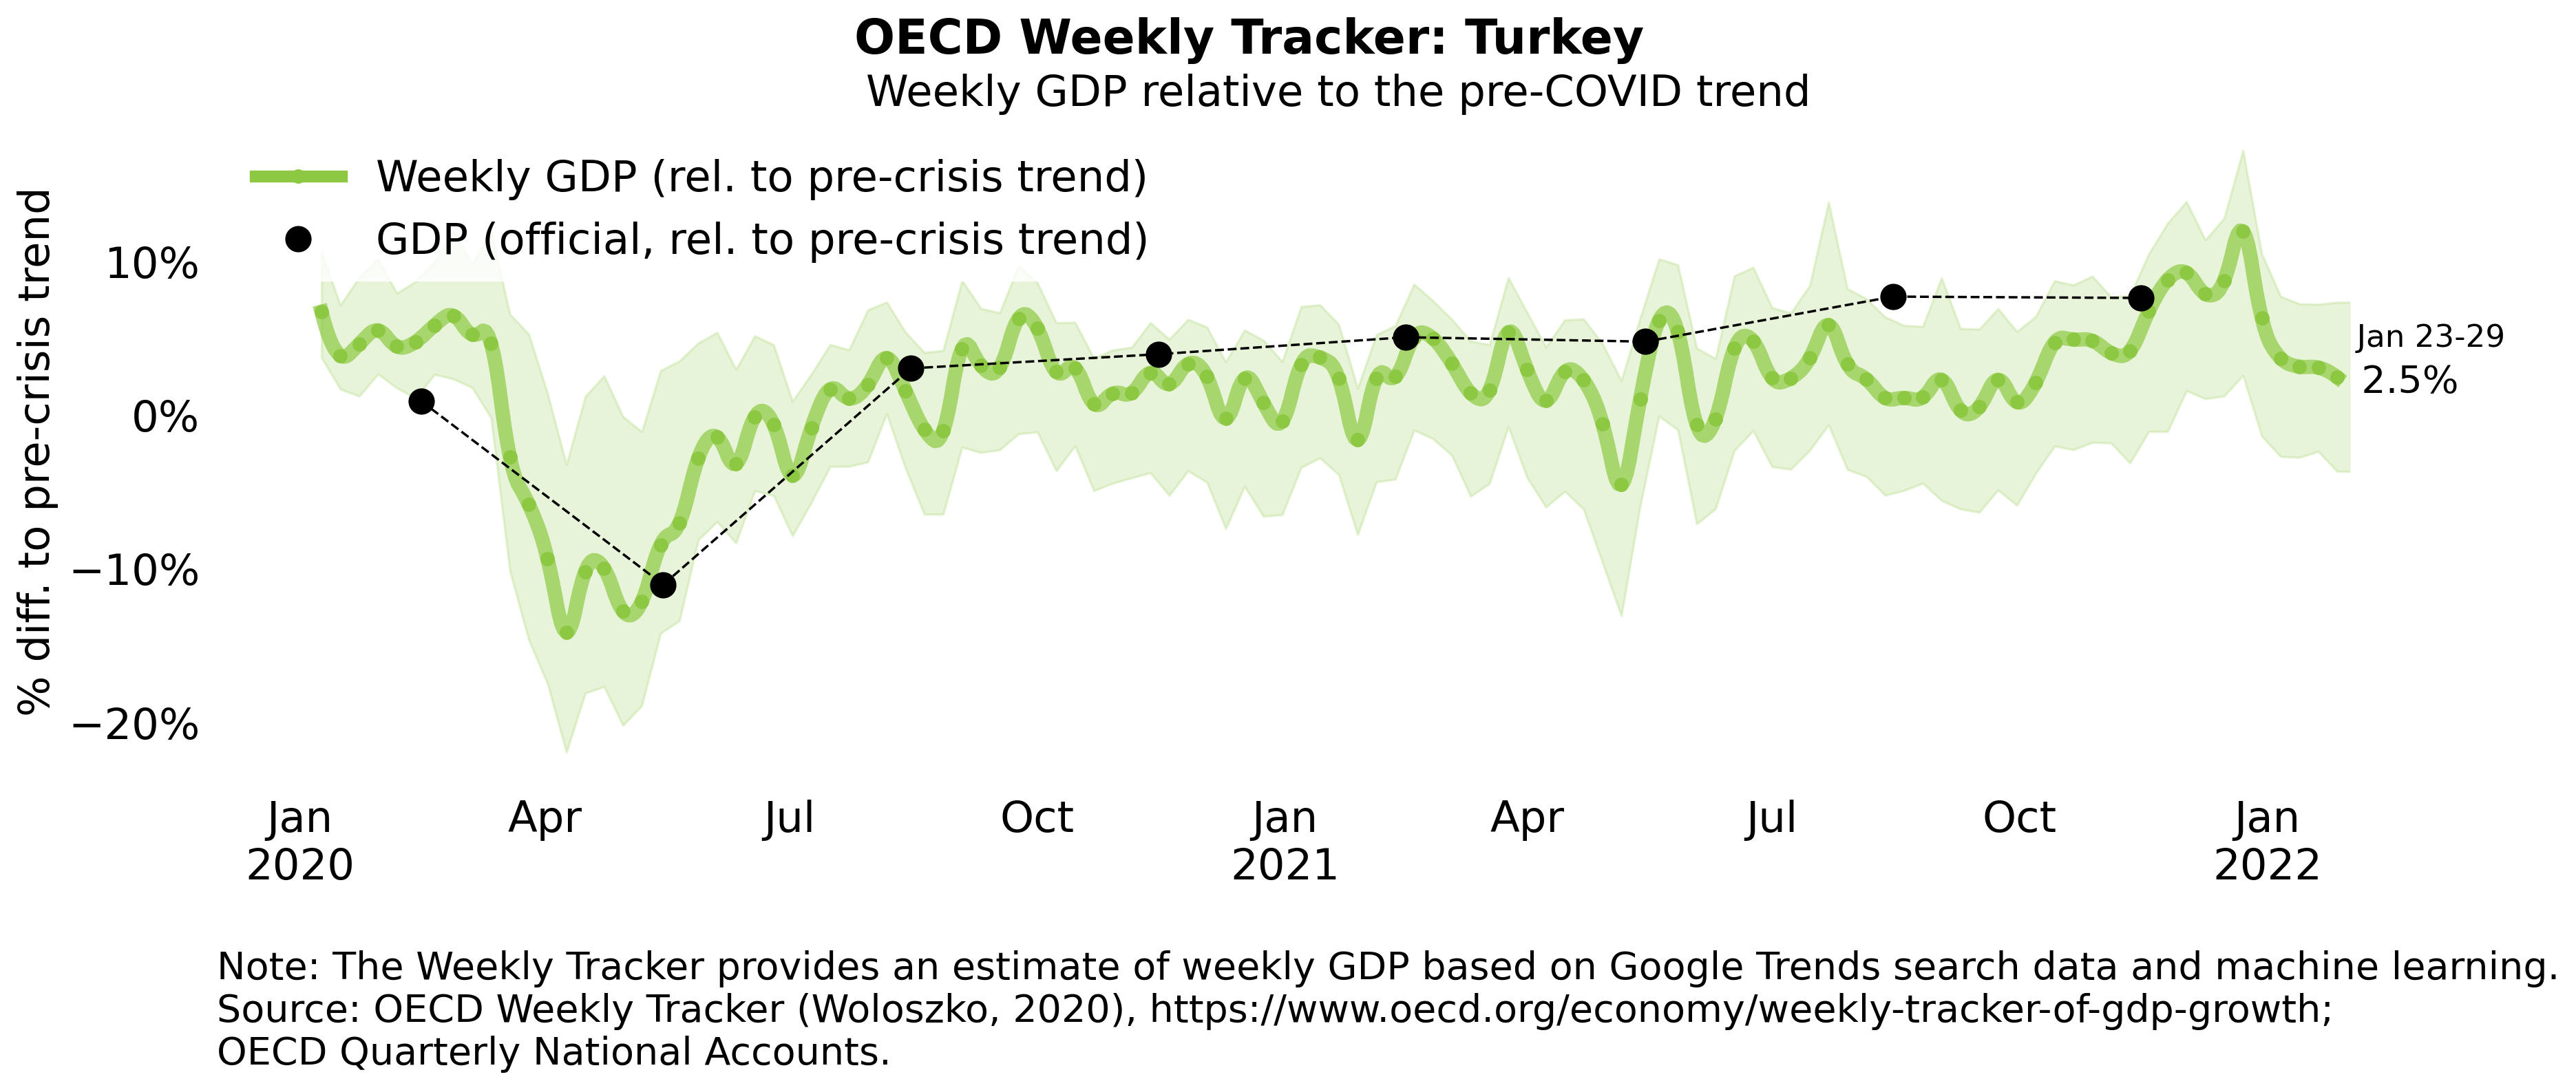 OECD Weekly Tracker: Turkey
Weekly GDP relative to the pre-COVID trend
Weekly GDP (rel. to pre-crisis trend)
GDP (official, rel. to pre-crisis trend)
% diff. to pre-crisis trend
10%
0%
−10%
−20%
Jan 23-29
2.5%
Jan Apr Jul Oct Jan Apr Jul Oct Jan
2020 2021 2022
Note: The Weekly Tracker provides an estimate of weekly GDP based on Google Trends search data and machine learning.
Source: OECD Weekly Tracker (Woloszko, 2020), https://www.oecd.org/economy/weekly-tracker-of-gdp-growth;
OECD Quarterly National Accounts.